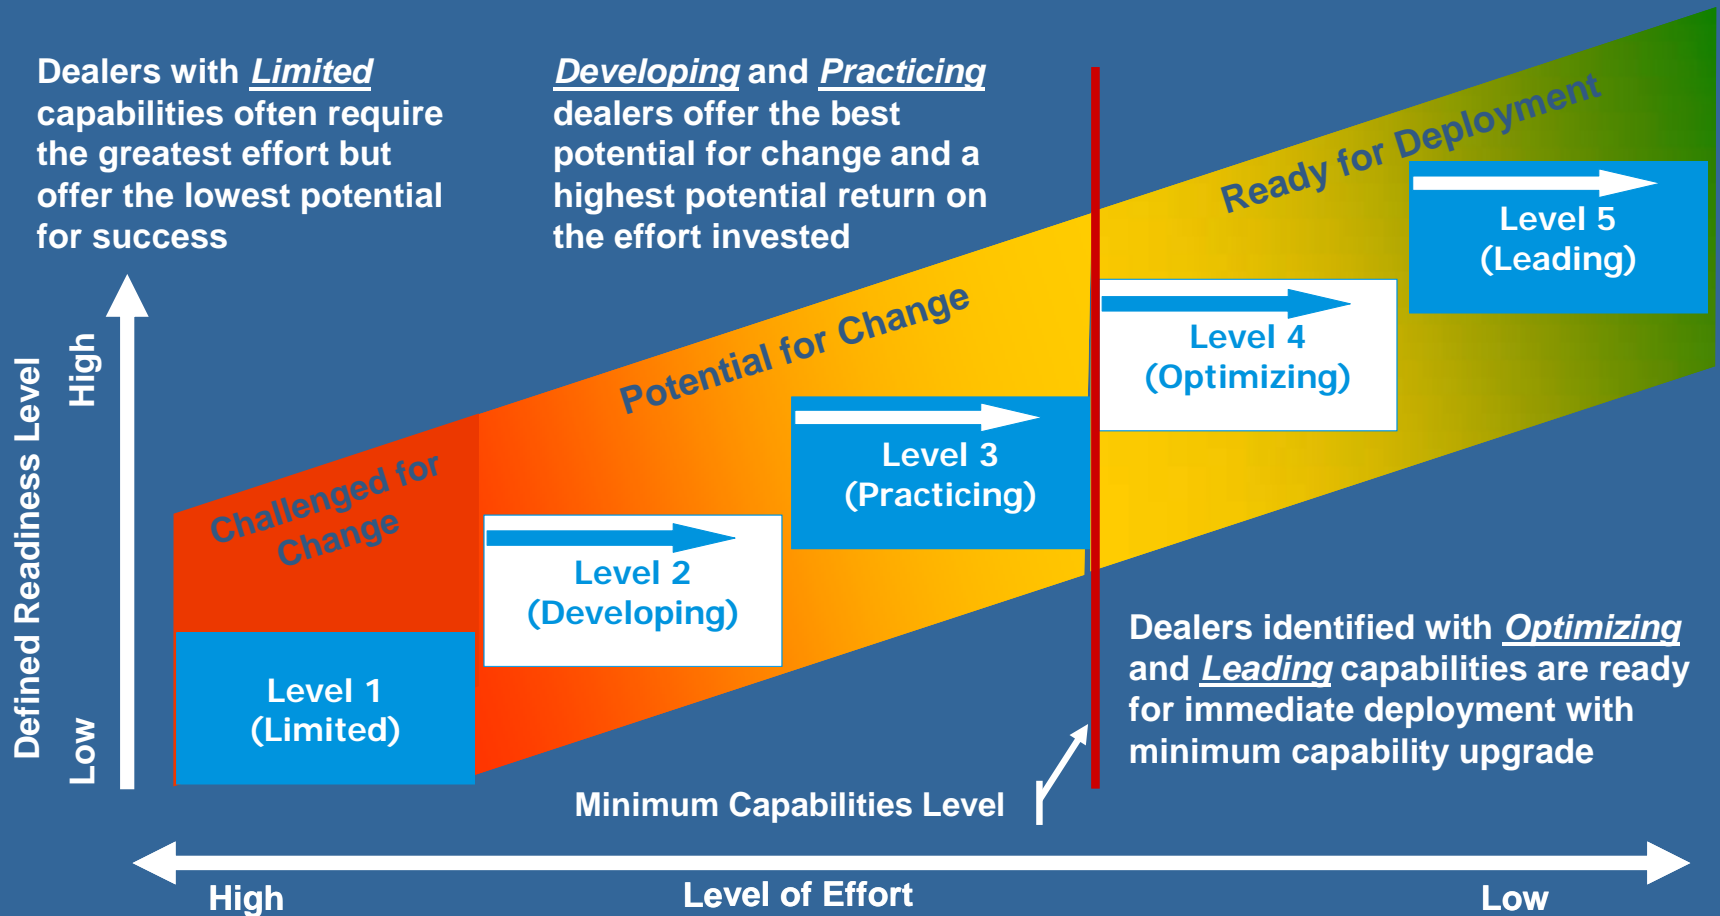 Dealers with Limited
capabilities often require
the greatest effort but
offer the lowest potential
for success
Developing and Practicing
dealers offer the best
potential for change and a
highest potential return on
the effort invested
Ready for Deployment
Level 5
(Leading)
Potential for Change
Level 4
(Optimizing)
Level 3
(Practicing)
Challenged for
Change
Level 2
(Developing)
Level 1
(Limited)
Dealers identified with Optimizing
and Leading capabilities are ready
for immediate deployment with
minimum capability upgrade
Minimum Capabilities Level
Defined Readiness Level
High
Low
High
Level of Effort
Low